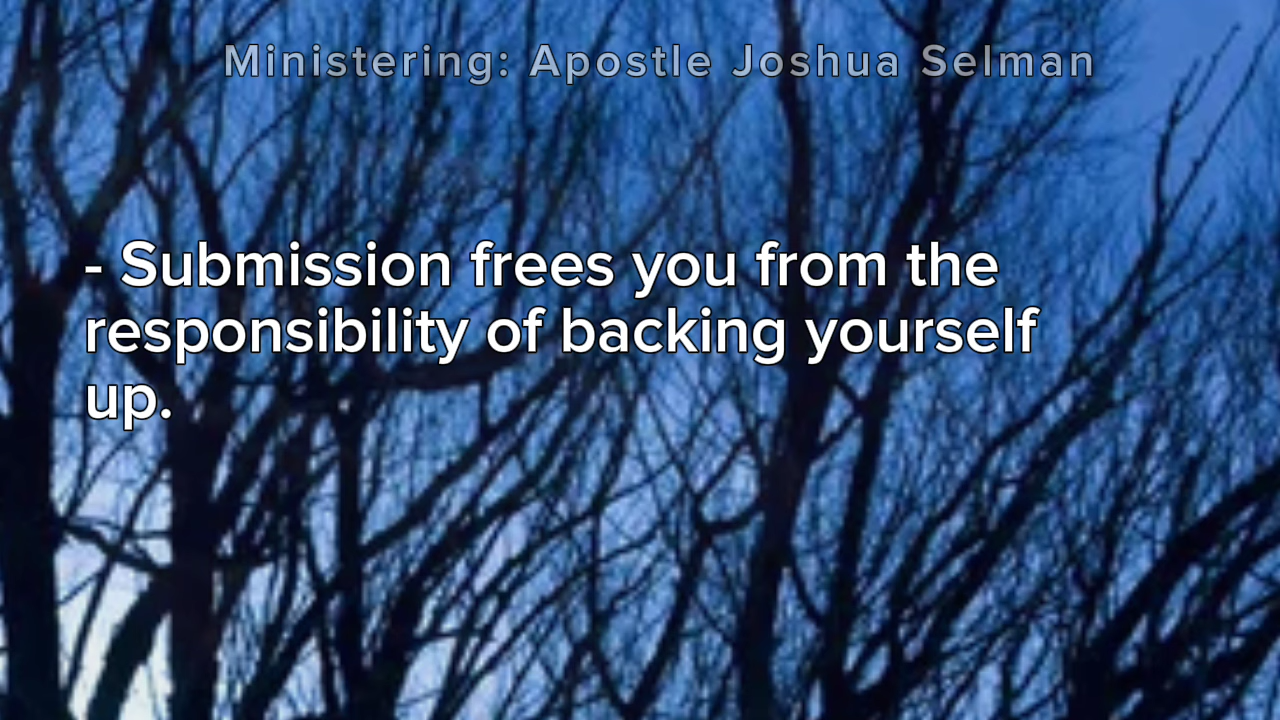 Ministering: Apostle Joshua Selman
- Submission frees you from the
responsibility of backing yourself
up.